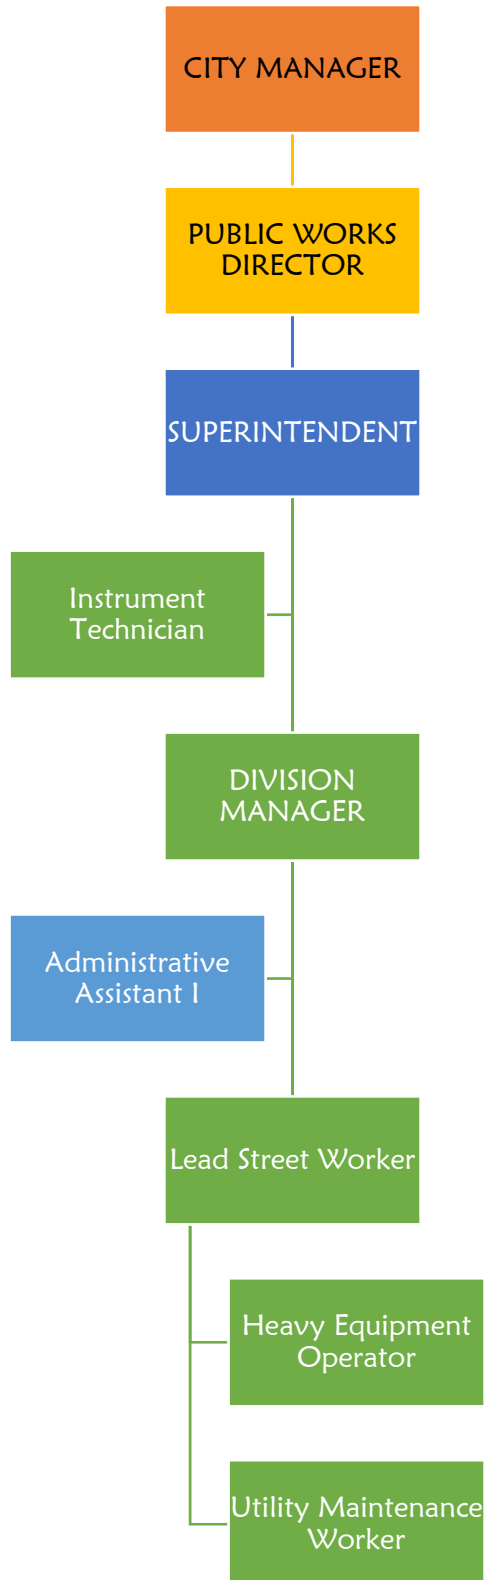 CITY MANAGER
PUBLIC WORKS
DIRECTOR
SUPERINTENDENT
Instrument
Technician
DIVISION
MANAGER
Administrative
Assistant I
Lead Street Worker
Heavy Equipment
Operator
Utility Maintenance
Worker